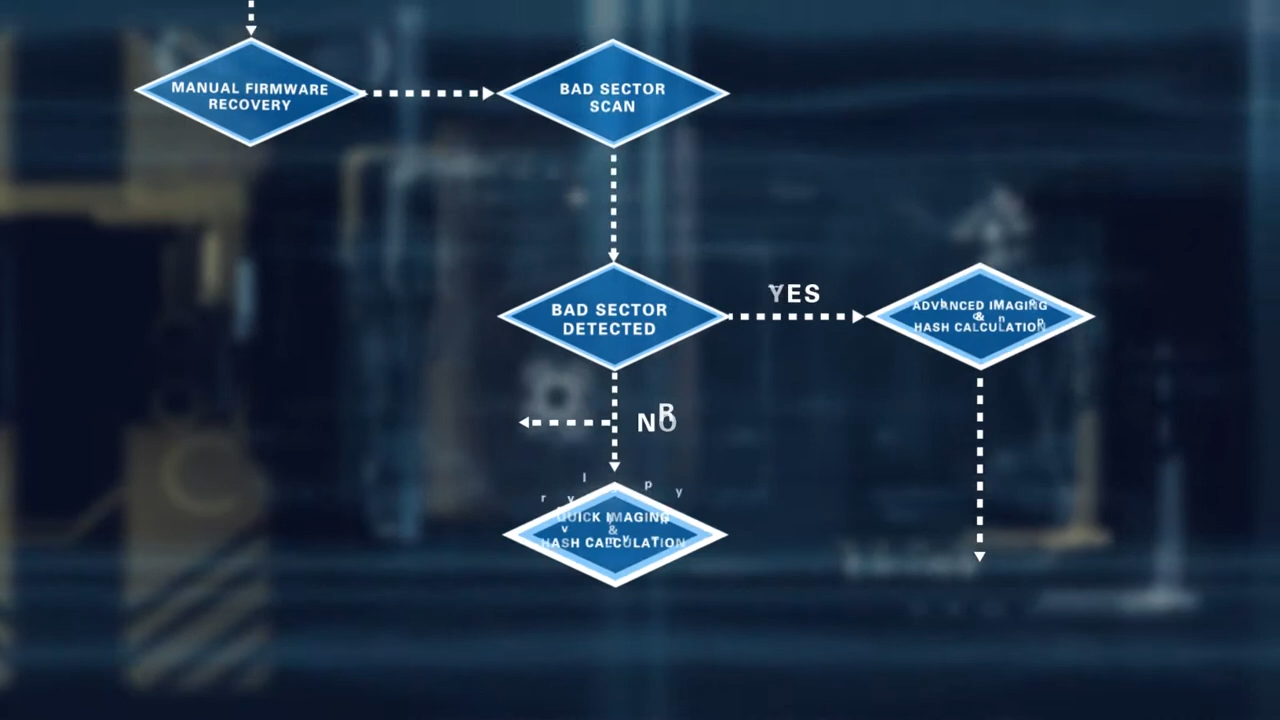 MANUAL FIRMWARE
RECOVERY
BAD SECTOR
SCAN
BAD SECTOR
DETECTED
YES
ADVANCED IMAGING
&
HASH CALCULATION
NO
QUICK IMAGING
&
HASH CALCULATION